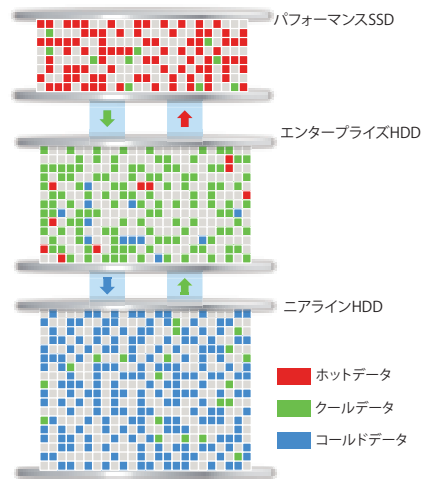 パフォーマンスSSD
エンタープライズHDD
ニアラインHDD
ホットデータ
クールデータ
コールドデータ